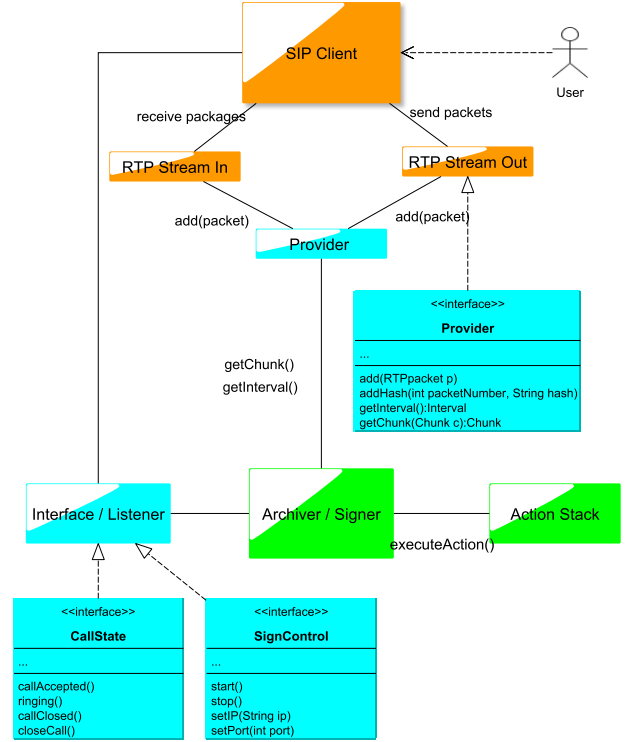 SIP Client
User
receive packages
send packets
RTP Stream In
RTP Stream Out
add(packet)
add(packet)
Provider
<<interface>>
Provider
...
add(RTPpacket p)
addHash(int packetNumber, String hash)
getInterval():Interval
getChunk(Chunk c):Chunk
getChunk()
getInterval()
Interface / Listener
Archiver / Signer
Action Stack
executeAction()
<<interface>>
CallState
...
callAccepted()
ringing()
callClosed()
closeCall()
<<interface>>
SignControl
...
start()
stop()
setIP(String ip)
setPort(int port)